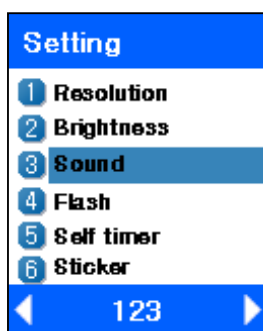 Setting
1 Resolution
2 Brightness
3 Sound
4 Flash
5 Self timer
6 Sticker
123